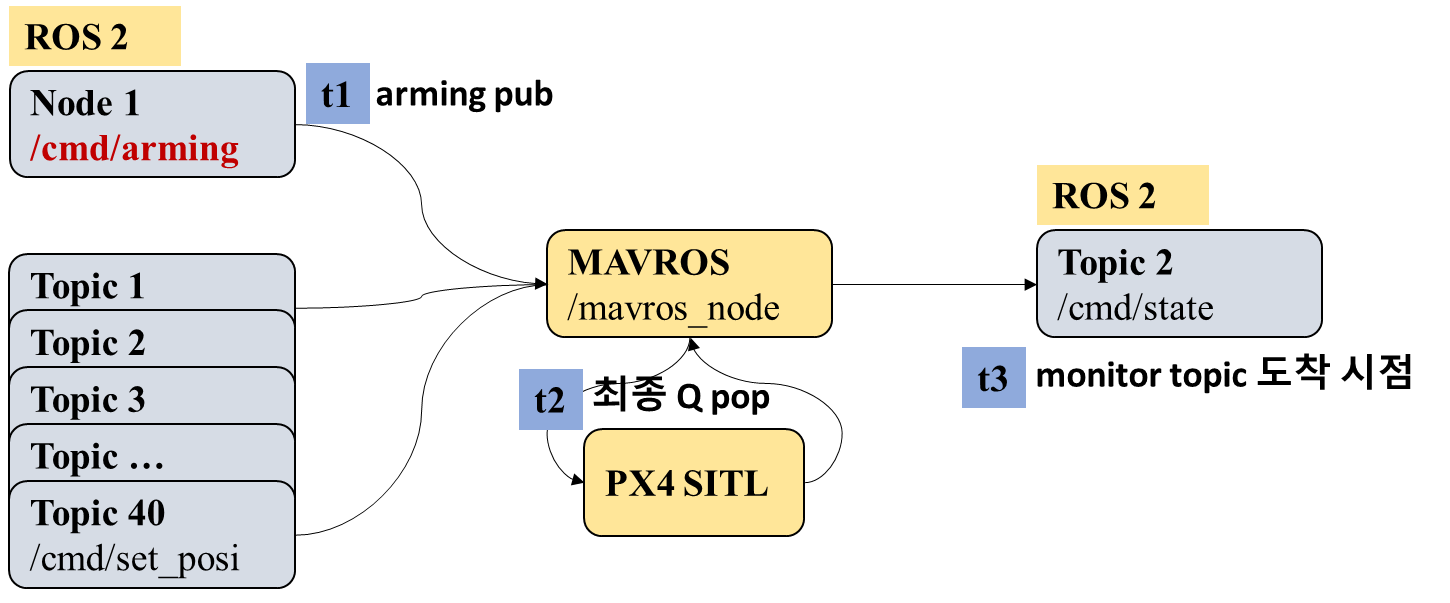 ROS 2
Node 1
/cmd/arming
t1
arming pub
Topic 1
Topic 2
Topic 3
Topic …
Topic 40
/cmd/set_posi
MAVROS
/mavros_node
t2
최종 Q pop
PX4 SITL
ROS 2
Topic 2
/cmd/state
t3
monitor topic 도착 시점